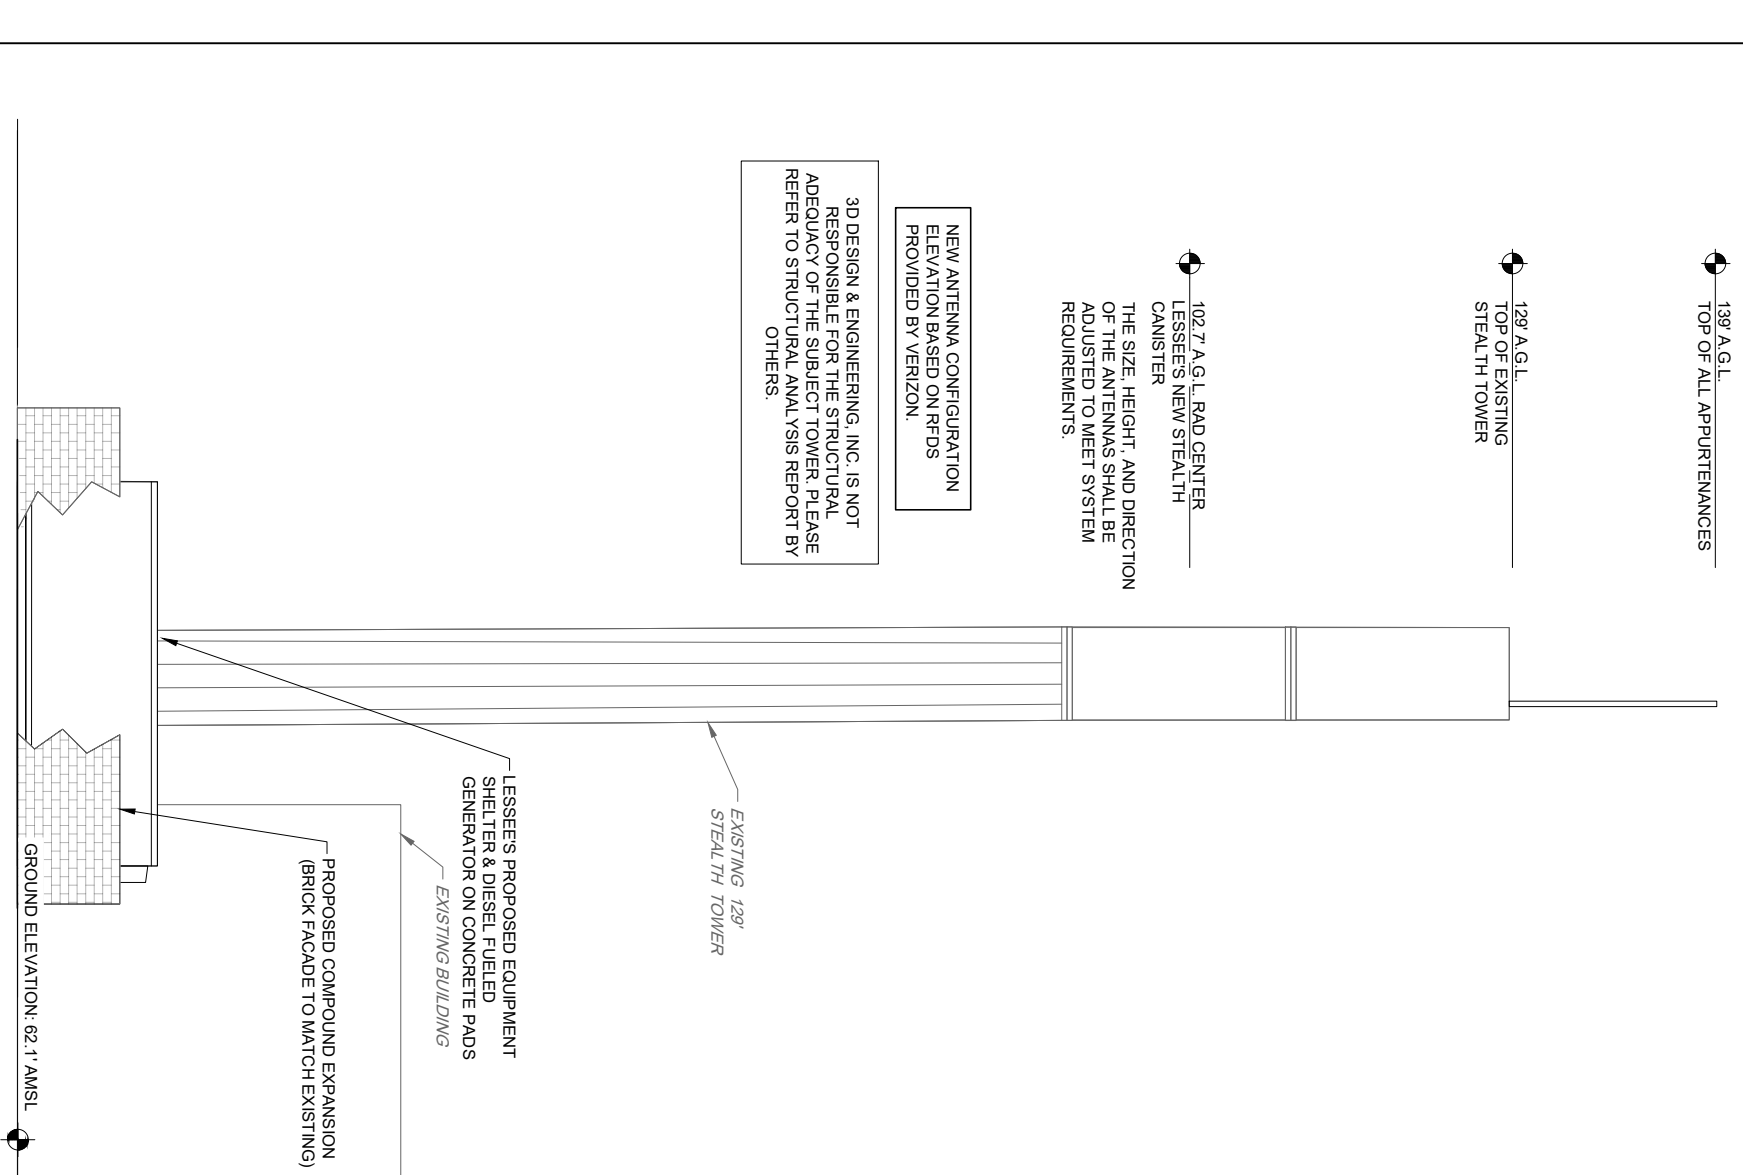 139' A.G.L.
TOP OF ALL APPURTENANCES
129' A.G.L.
TOP OF EXISTING
STEALTH TOWER
102.7' A.G.L. RAD CENTER
LESSEE'S NEW STEALTH
CANISTER
THE SIZE, HEIGHT, AND DIRECTION
OF THE ANTENNAS SHALL BE
ADJUSTED TO MEET SYSTEM
REQUIREMENTS.
NEW ANTENNA CONFIGURATION
ELEVATION BASED ON RFDS
PROVIDED BY VERIZON.
3D DESIGN & ENGINEERING, INC. IS NOT
RESPONSIBLE FOR THE STRUCTURAL
ADEQUACY OF THE SUBJECT TOWER. PLEASE
REFER TO STRUCTURAL ANALYSIS REPORT BY
OTHERS.
EXISTING 129'
STEALTH TOWER
LESSEE'S PROPOSED EQUIPMENT
SHELTER & DIESEL FUELED
GENERATOR ON CONCRETE PADS
EXISTING BUILDING
PROPOSED COMPOUND EXPANSION
(BRICK FACADE TO MATCH EXISTING)
GROUND ELEVATION: 62.1' AMSL